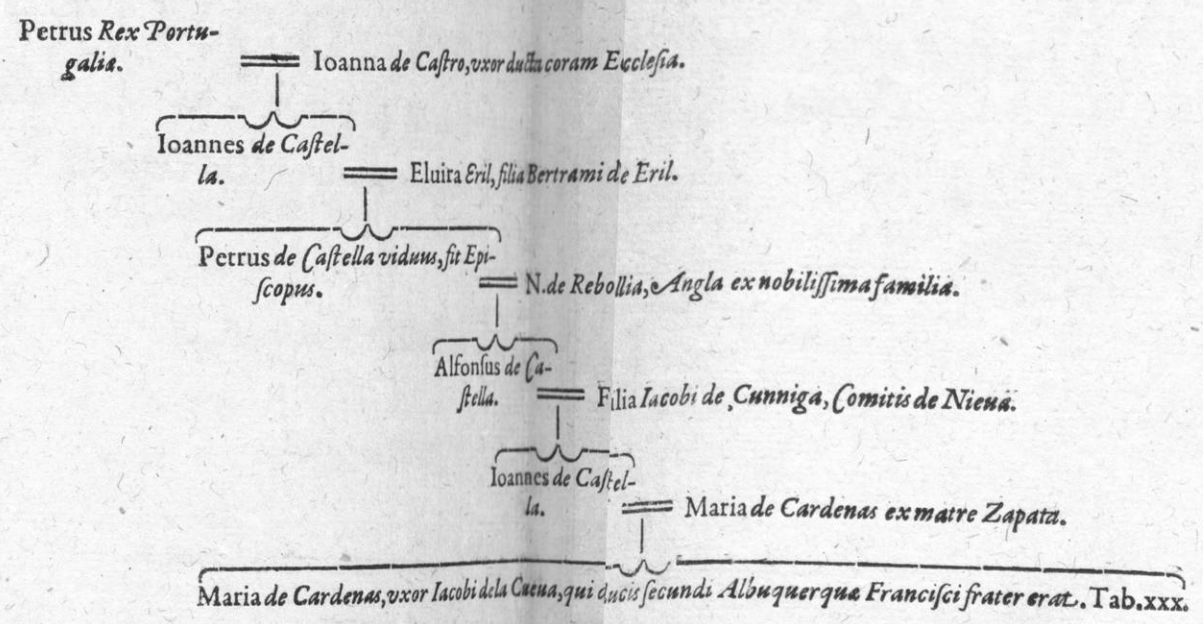 Petrus Rex Portu-
galiæ.
Ioanna de Caſtro, vxor ducta coram Eccleſia.
Ioannes de Caſtel-
la.
Eluira Eril, filia Bertrami de Eril.
Petrus de Caſtella viduus, fit Epi-
ſcopus.
N. de Rebollia, Angla ex nobiliſſima familia.
Alfonſus de Ca-
ſtella.
Filia Iacobi de Cunniga, Comitis de Nieua.
Ioannes de Caſtel-
la.
Maria de Cardenas ex matre Zapata.
Maria de Cardenas, vxor Iacobi dela Cueua, qui ducis ſecundi Albuquerquæ Franciſci frater erat. Tab. xxx.